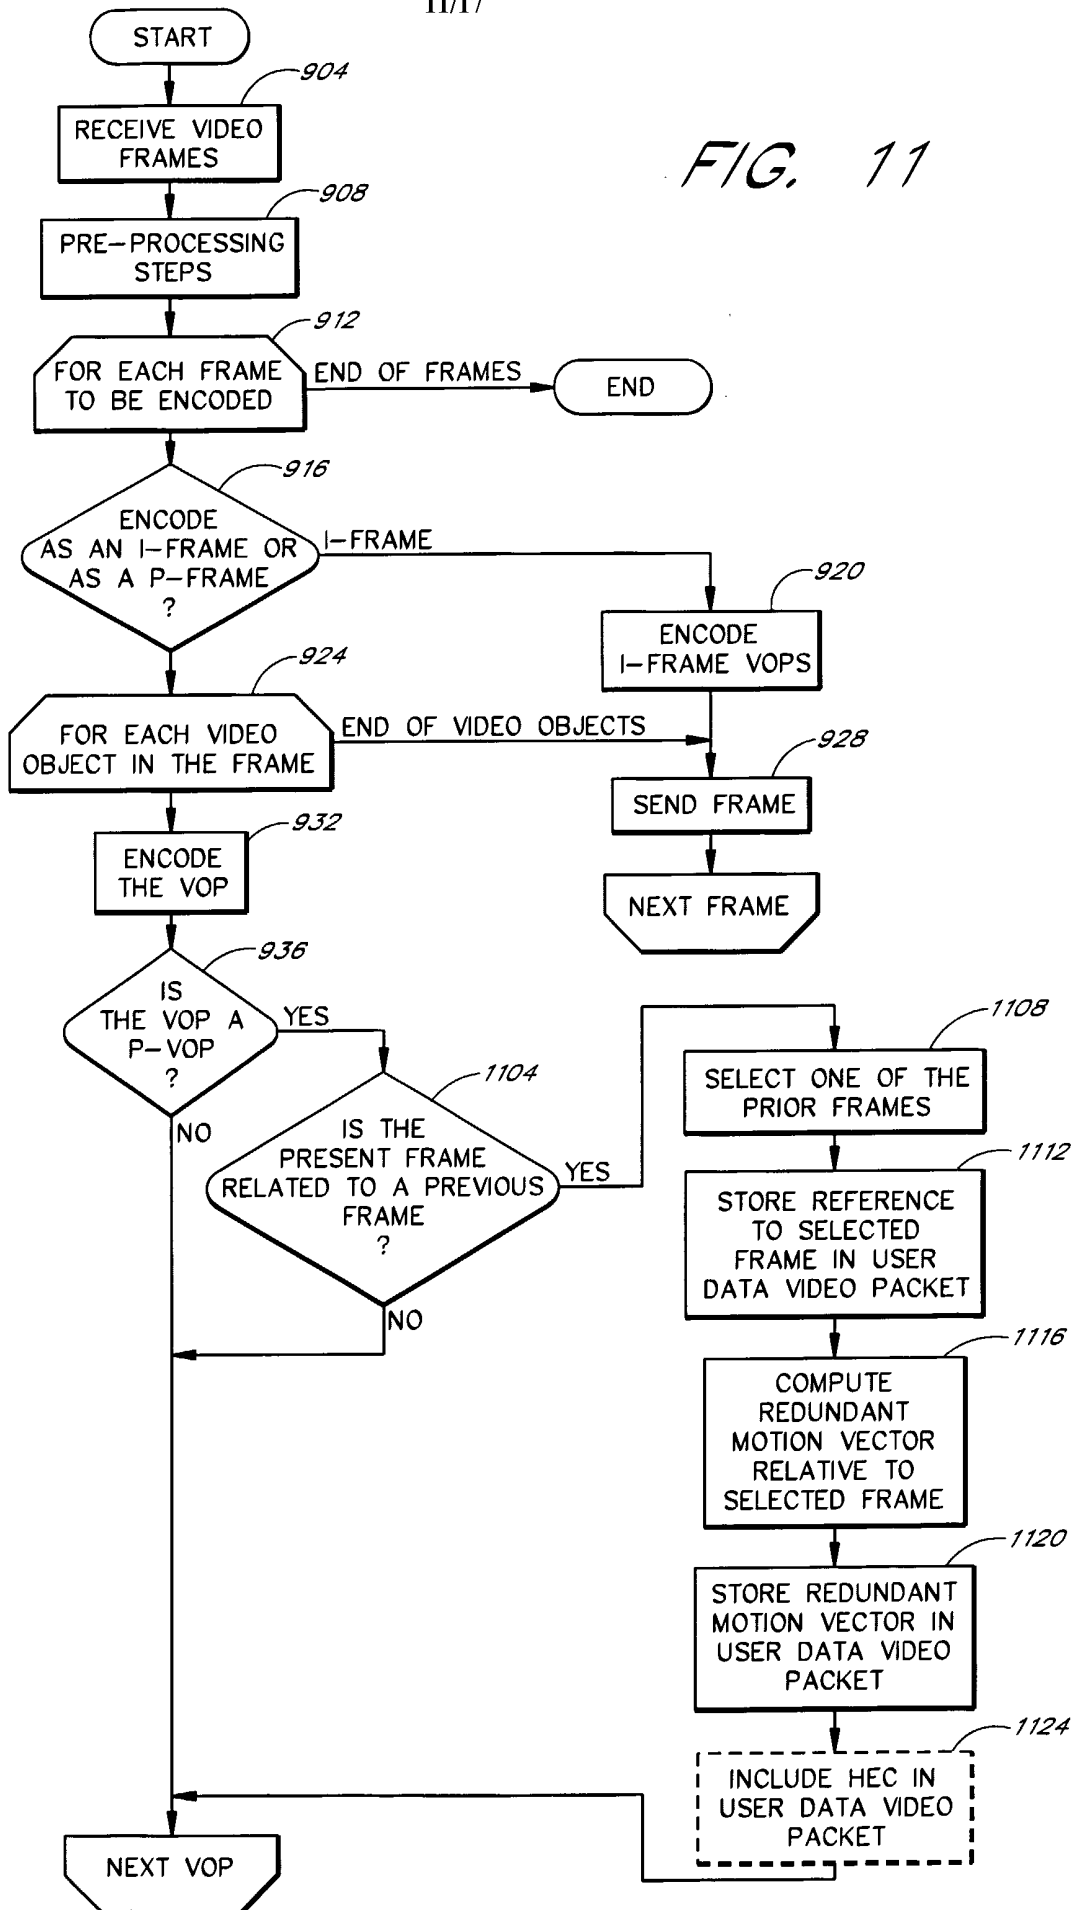 11/17
START
904
RECEIVE VIDEO
FRAMES
FIG. 11
908
PRE-PROCESSING
STEPS
912
FOR EACH FRAME
TO BE ENCODED
END OF FRAMES
END
916
ENCODE
AS AN I-FRAME OR
AS A P-FRAME
?
I-FRAME
920
ENCODE
I-FRAME VOPS
924
FOR EACH VIDEO
OBJECT IN THE FRAME
END OF VIDEO OBJECTS
928
SEND FRAME
932
ENCODE
THE VOP
NEXT FRAME
936
IS
THE VOP A
P-VOP
?
YES
NO
1104
IS THE
PRESENT FRAME
RELATED TO A PREVIOUS
FRAME
?
YES
NO
1108
SELECT ONE OF THE
PRIOR FRAMES
1112
STORE REFERENCE
TO SELECTED
FRAME IN USER
DATA VIDEO PACKET
1116
COMPUTE
REDUNDANT
MOTION VECTOR
RELATIVE TO
SELECTED FRAME
1120
STORE REDUNDANT
MOTION VECTOR IN
USER DATA VIDEO
PACKET
1124
INCLUDE HEC IN
USER DATA VIDEO
PACKET
NEXT VOP